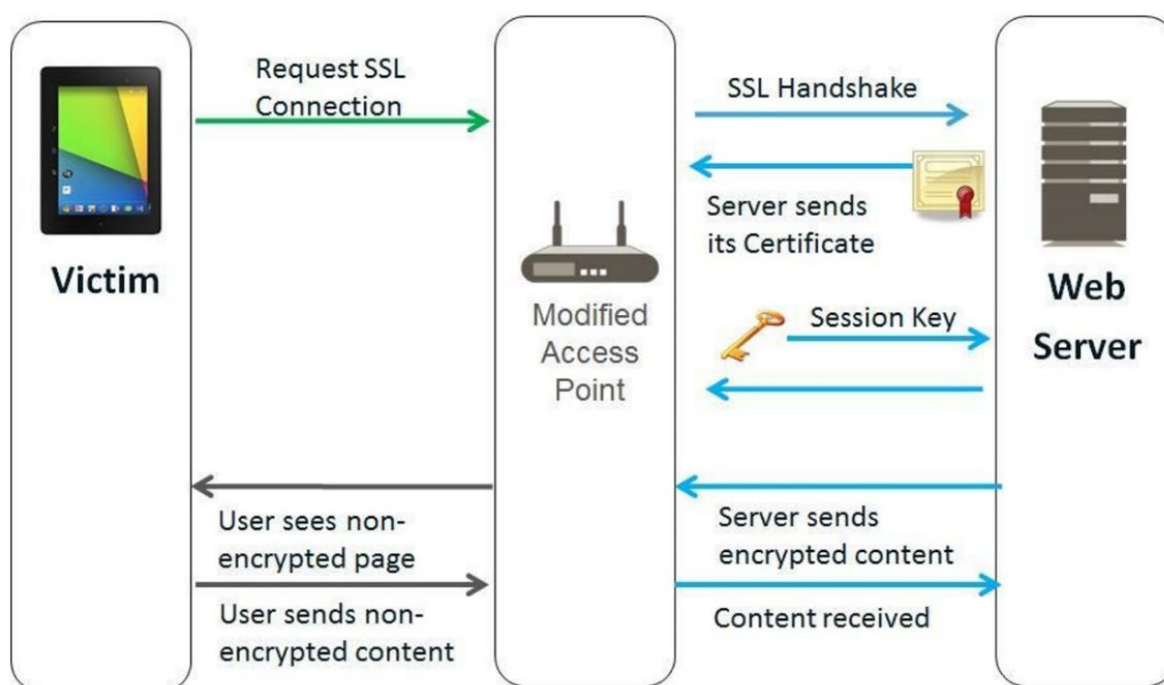 Request SSL
Connection
SSL Handshake
Server sends
its Certificate
Victim
Modified
Access
Point
Session Key
Web
Server
User sees non-
encrypted page
Server sends
encrypted content
User sends non-
encrypted content
Content received